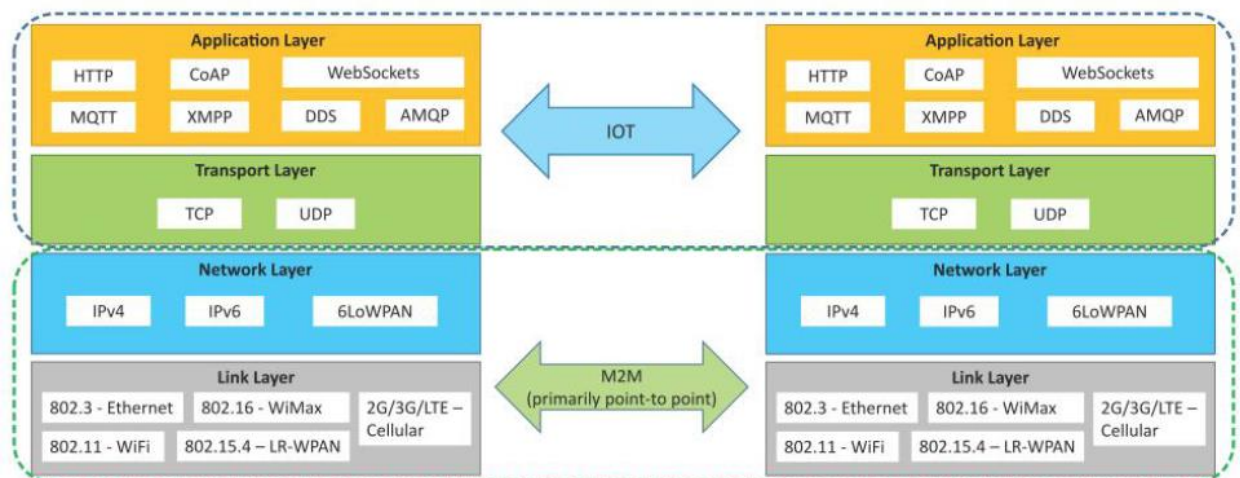 Application Layer
HTTP CoAP WebSockets
MQTT XMPP DDS AMQP
Transport Layer
TCP UDP
Network Layer
IPv4 IPv6 6LoWPAN
Link Layer
802.3 - Ethernet 802.16 - WiMax 2G/3G/LTE –
Cellular
802.11 - WiFi 802.15.4 – LR-WPAN
IOT
M2M
(primarily point-to point)
Application Layer
HTTP CoAP WebSockets
MQTT XMPP DDS AMQP
Transport Layer
TCP UDP
Network Layer
IPv4 IPv6 6LoWPAN
Link Layer
802.3 - Ethernet 802.16 - WiMax 2G/3G/LTE –
Cellular
802.11 - WiFi 802.15.4 – LR-WPAN